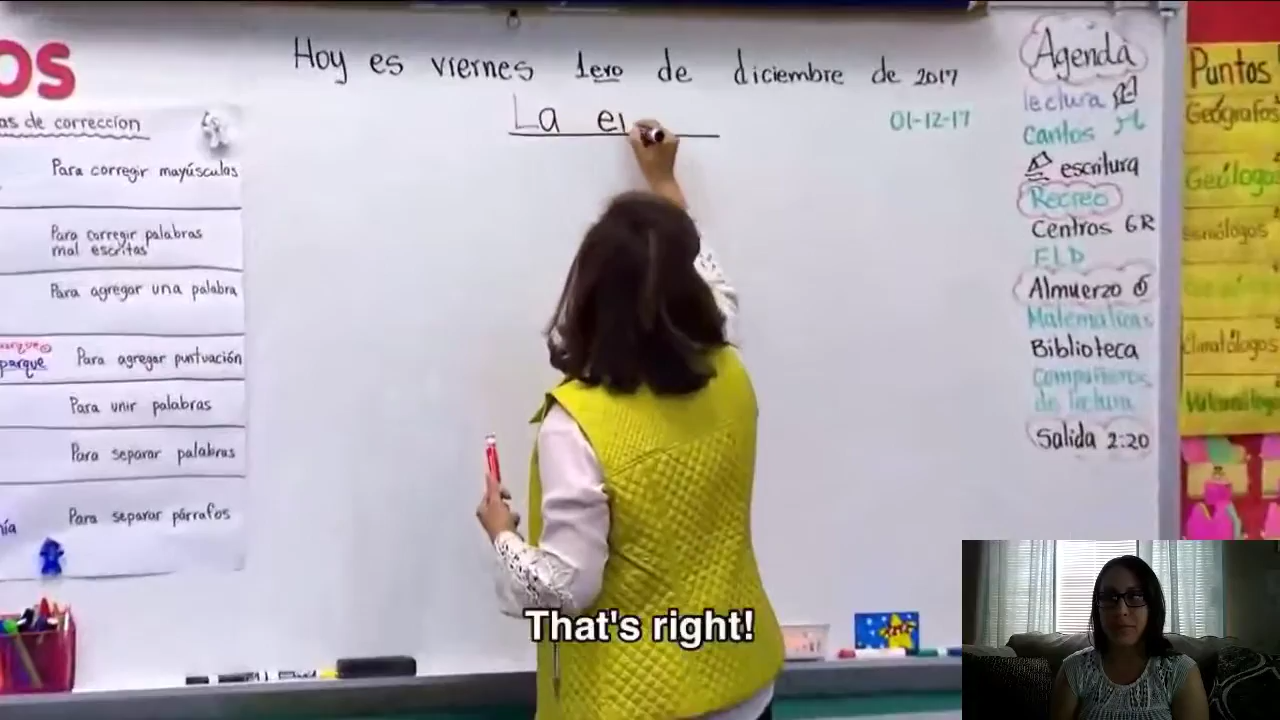 os
as de corrección
Para corregir mayúsculas
Para corregir palabras
mal escritas
Para agregar una palabra
parque
Para agregar puntuación
Para unir palabras
Para separar palabras
Para separar párrafos
Hoy es viernes 1ero de diciembre de 2017
La
01-12-17
Agenda
lectura
Cantos
escritura
Recreo
Centros GR
ELD
Almuerzo
Matemáticas
Biblioteca
Compañeros
de lectura
Salida 2:20
Puntos
Geógrafos
Geólogos
Climatólogos
That's right!